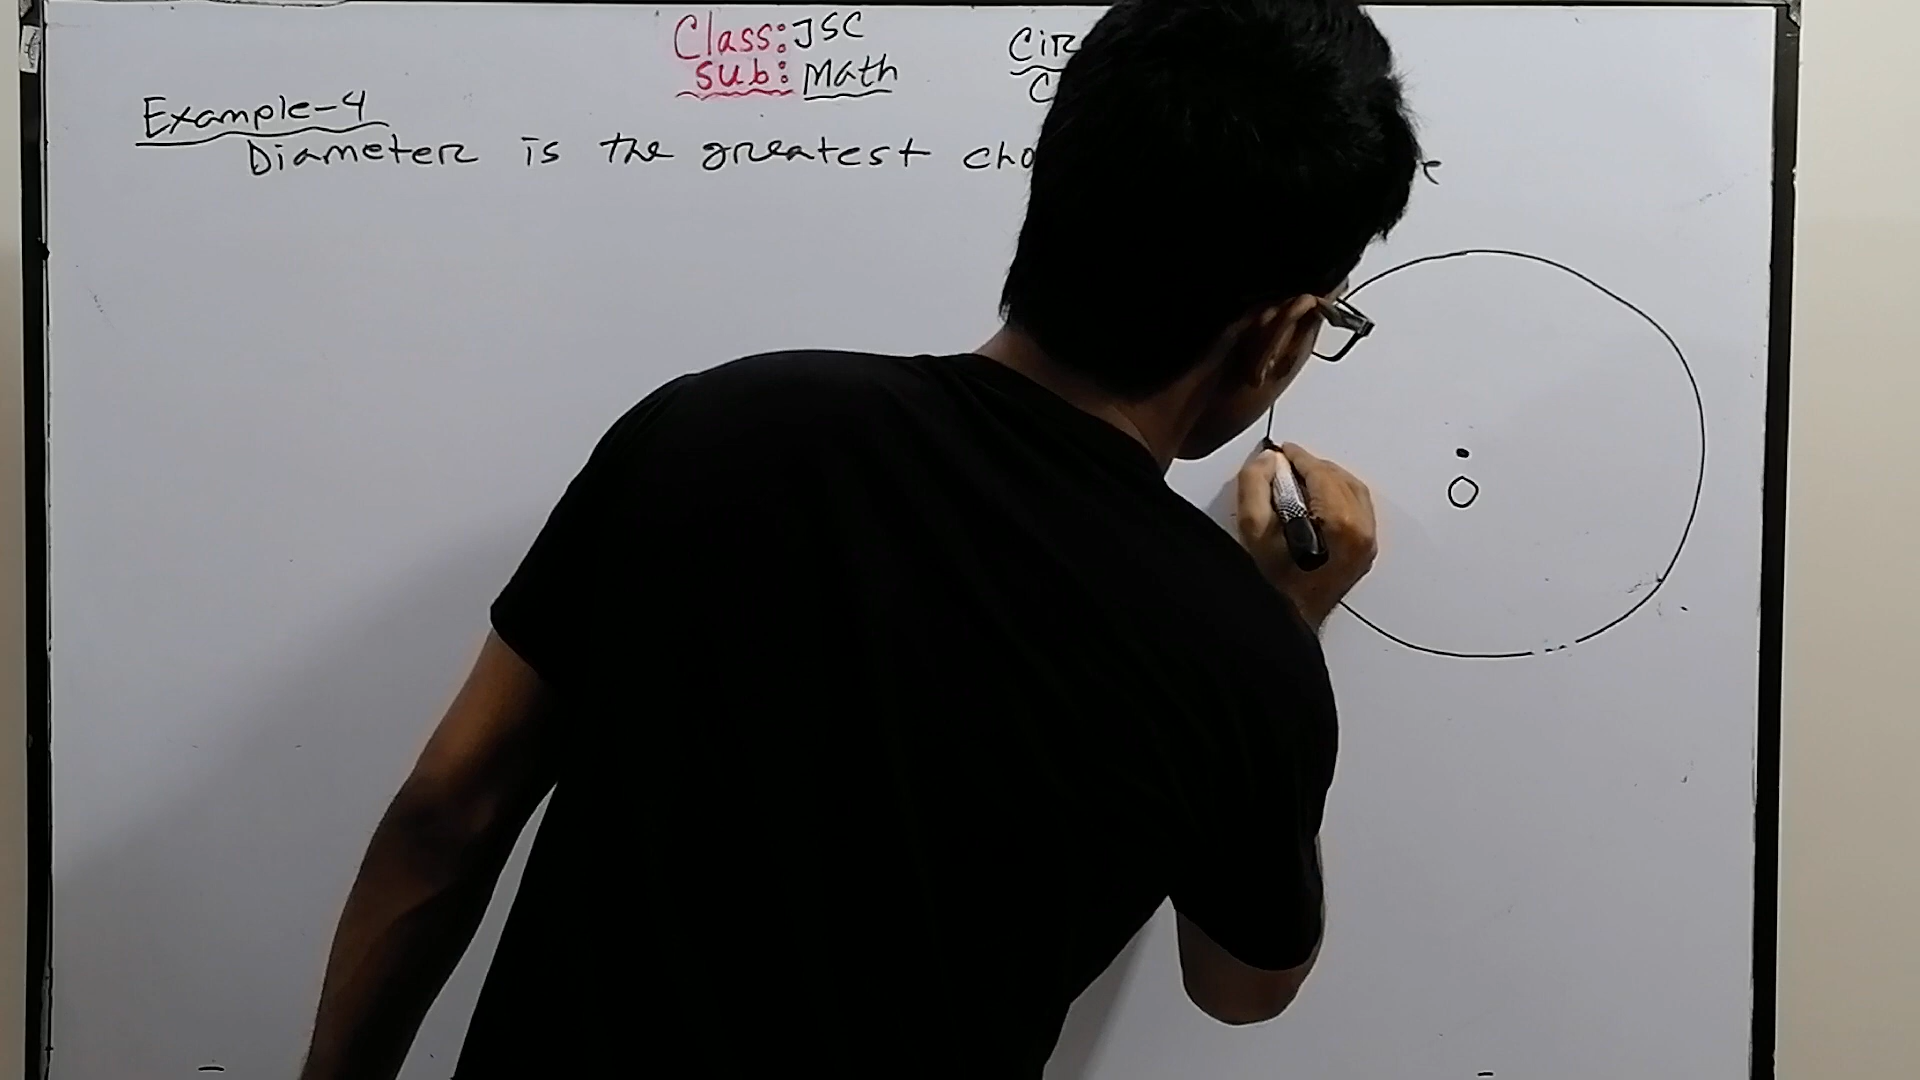 Class: JSC
Sub: Math
Example-4
Diameter is the greatest
O